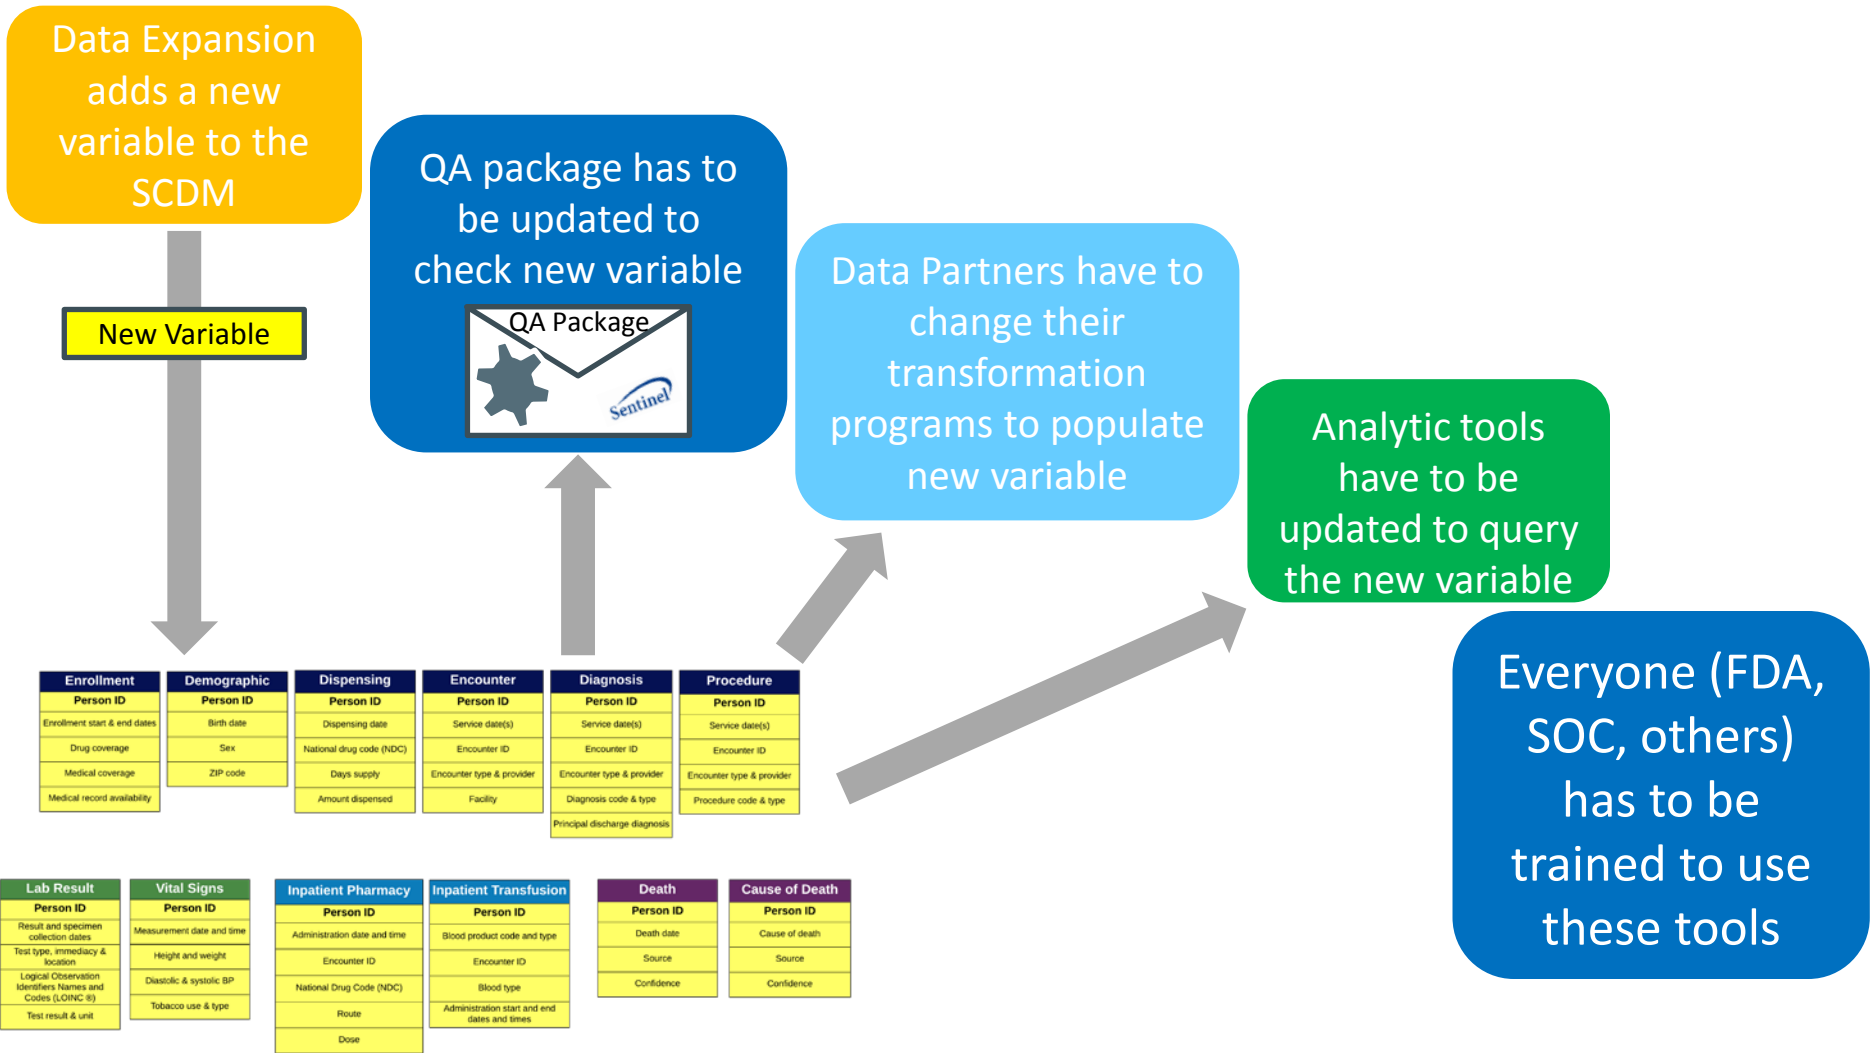 Data Expansion
adds a new
variable to the
SCDM
New Variable
QA package has to
be updated to
check new variable
QA Package
Sentinel
Data Partners have to
change their
transformation
programs to populate
new variable
Analytic tools
have to be
updated to query
the new variable
Everyone (FDA,
SOC, others)
has to be
trained to use
these tools
Enrollment
Person ID
Enrollment start & end dates
Drug coverage
Medical coverage
Medical record availability
Demographic
Person ID
Birth date
Sex
ZIP code
Dispensing
Person ID
Dispensing date
National drug code (NDC)
Days supply
Amount dispensed
Encounter
Person ID
Service date(s)
Encounter ID
Encounter type & provider
Facility
Diagnosis
Person ID
Service date(s)
Encounter ID
Encounter type & provider
Diagnosis code & type
Principal discharge diagnosis
Procedure
Person ID
Service date(s)
Encounter ID
Encounter type & provider
Procedure code & type
Lab Result
Person ID
Result and specimen
collection dates
Test type, immediacy &
location
Logical Observation
Identifiers Names and
Codes (LOINC ®)
Test result & unit
Vital Signs
Person ID
Measurement date and time
Height and weight
Diastolic & systolic BP
Tobacco use & type
Inpatient Pharmacy
Person ID
Administration date and time
Encounter ID
National Drug Code (NDC)
Route
Dose
Inpatient Transfusion
Person ID
Blood product code and type
Encounter ID
Blood type
Administration start and end
dates and times
Death
Person ID
Death date
Source
Confidence
Cause of Death
Person ID
Cause of death
Source
Confidence